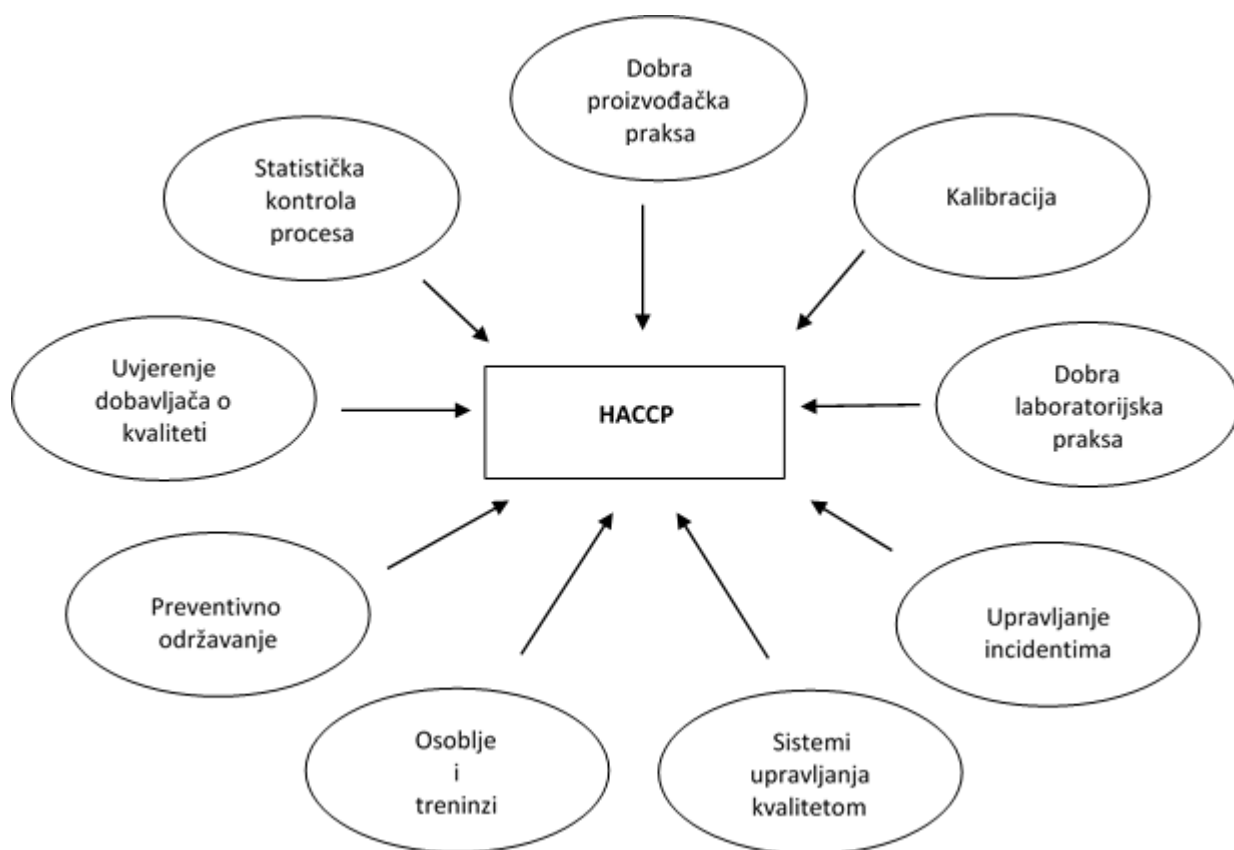 Dobra
proizvođačka
praksa
Statistička
kontrola
procesa
Kalibracija
Uvjerenje
dobavljača o
kvaliteti
HACCP
Dobra
laboratorijska
praksa
Preventivno
održavanje
Upravljanje
incidentima
Osoblje
i
treninzi
Sistemi
upravljanja
kvalitetom